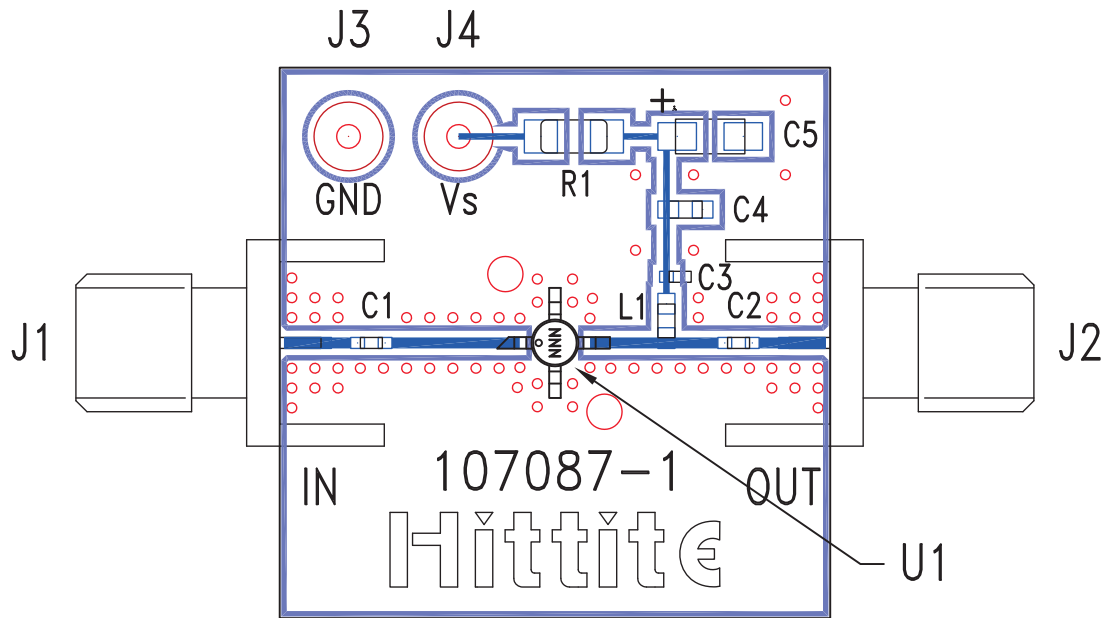 J3 J4
+
C5
R1
GND Vs
C4
C3
C1 L1 C2
J1 NNN J2
107087-1
IN OUT
Hittite
U1